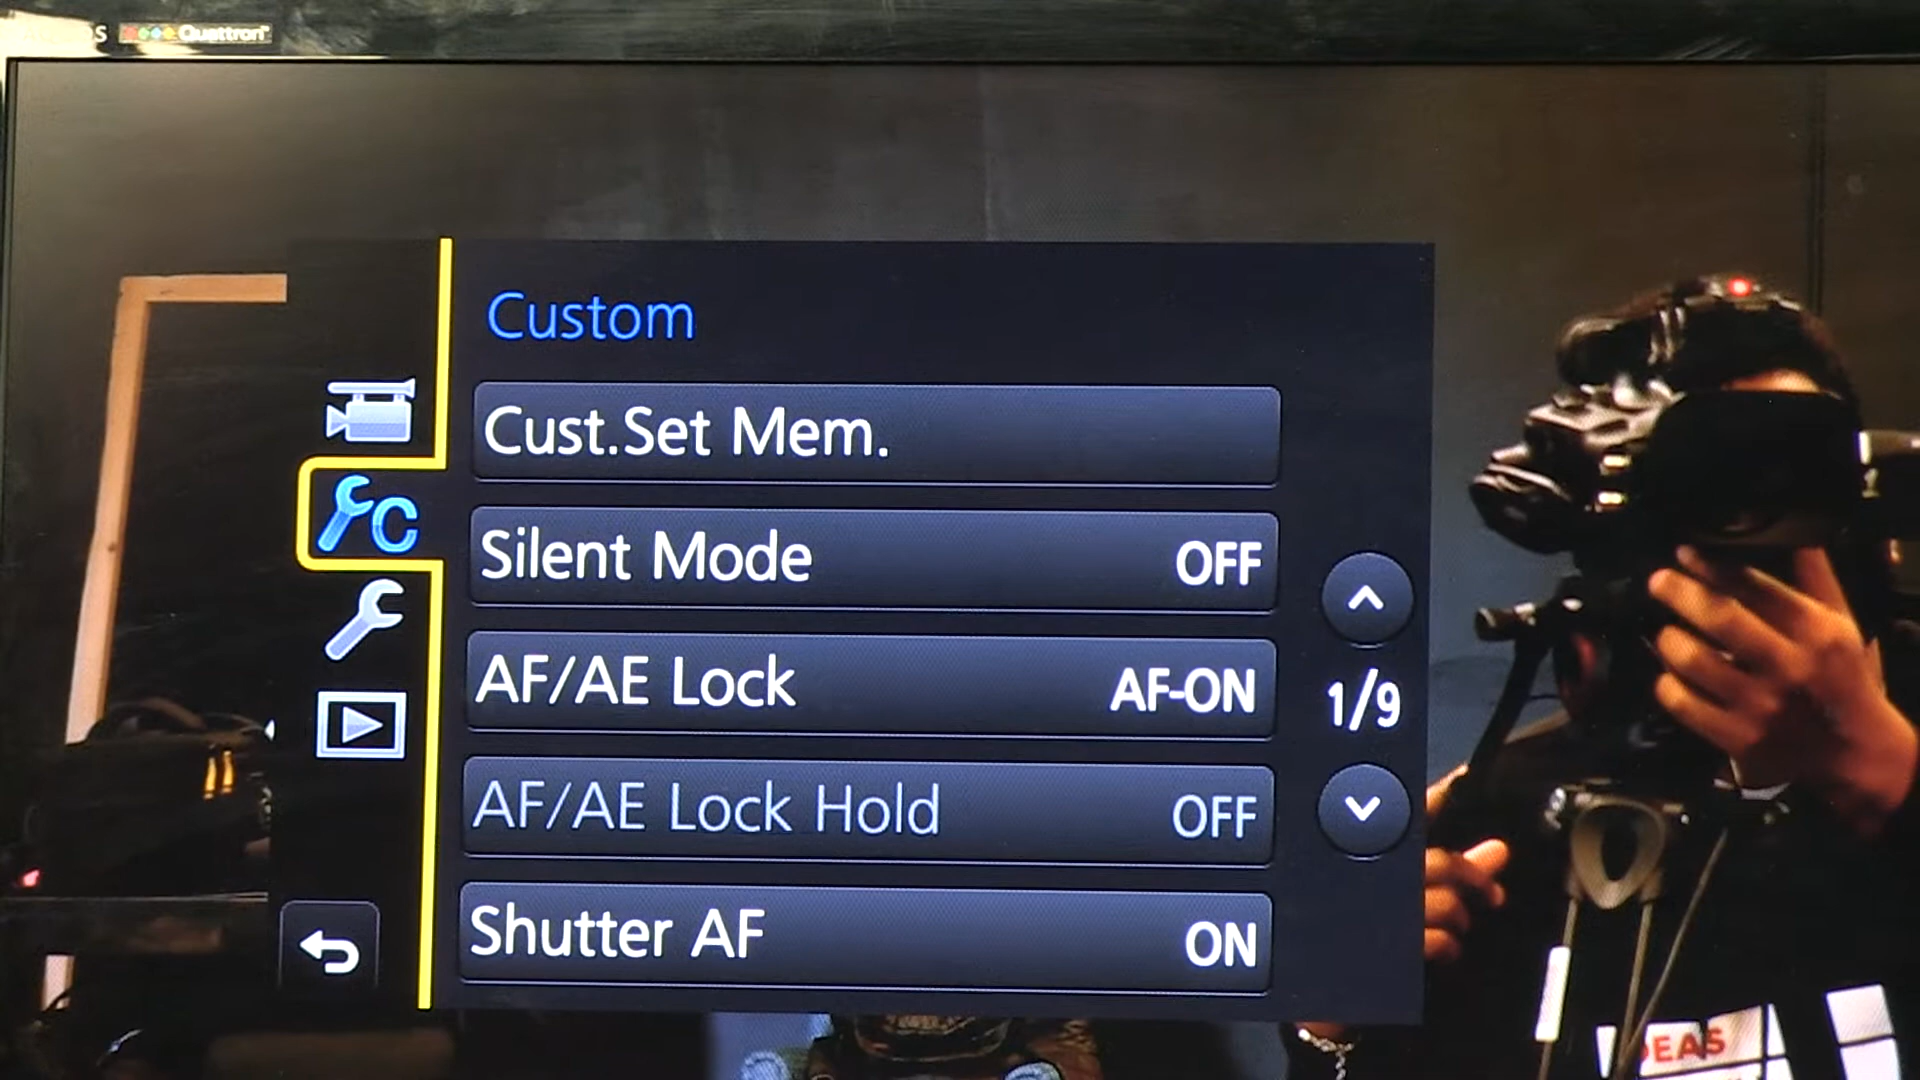 Quattron
Custom
Cust.Set Mem.
Silent Mode OFF
AF/AE Lock AF-ON
1/9
AF/AE Lock Hold OFF
Shutter AF ON
DEAS